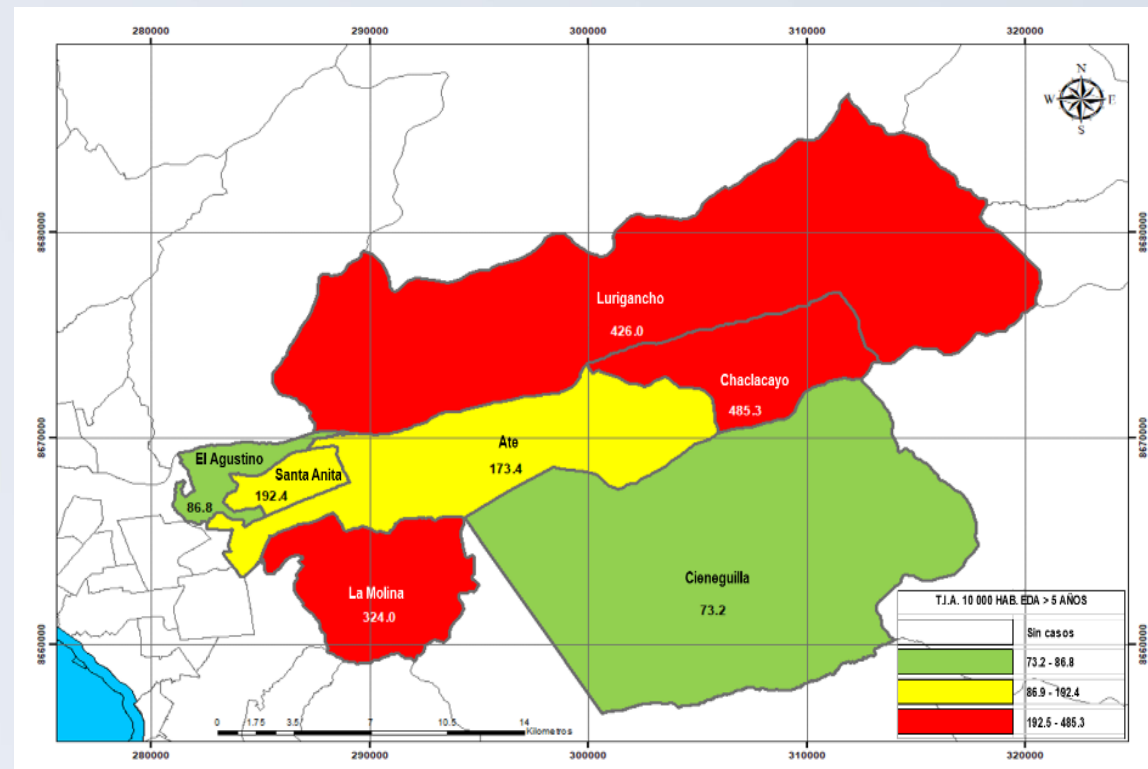 280000 290000 300000 310000 320000
N
W E
S
8680000 8680000
Lurigancho
426.0
Chaclacayo
485.3
8670000 8670000
El Agustino
Ate
Santa Anita
173.4
192.4
86.8
Cieneguilla
La Molina
73.2
324.0
T.I.A. 10 000 HAB. EDA > 5 AÑOS
Sin casos
73.2 - 86.8
86.9 - 192.4
192.5 - 485.3
8660000 8660000
0 1.75 3.5 7 10.5 14
Kilometros
280000 290000 300000 310000 320000